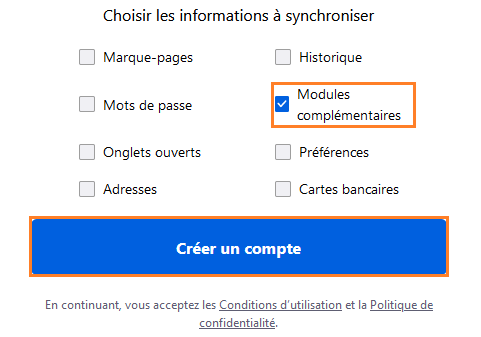 Choisir les informations à synchroniser
Marque-pages
Historique
Mots de passe
Modules
complémentaires
Onglets ouverts
Préférences
Adresses
Cartes bancaires
Créer un compte
En continuant, vous acceptez les Conditions d'utilisation et la Politique de
confidentialité.